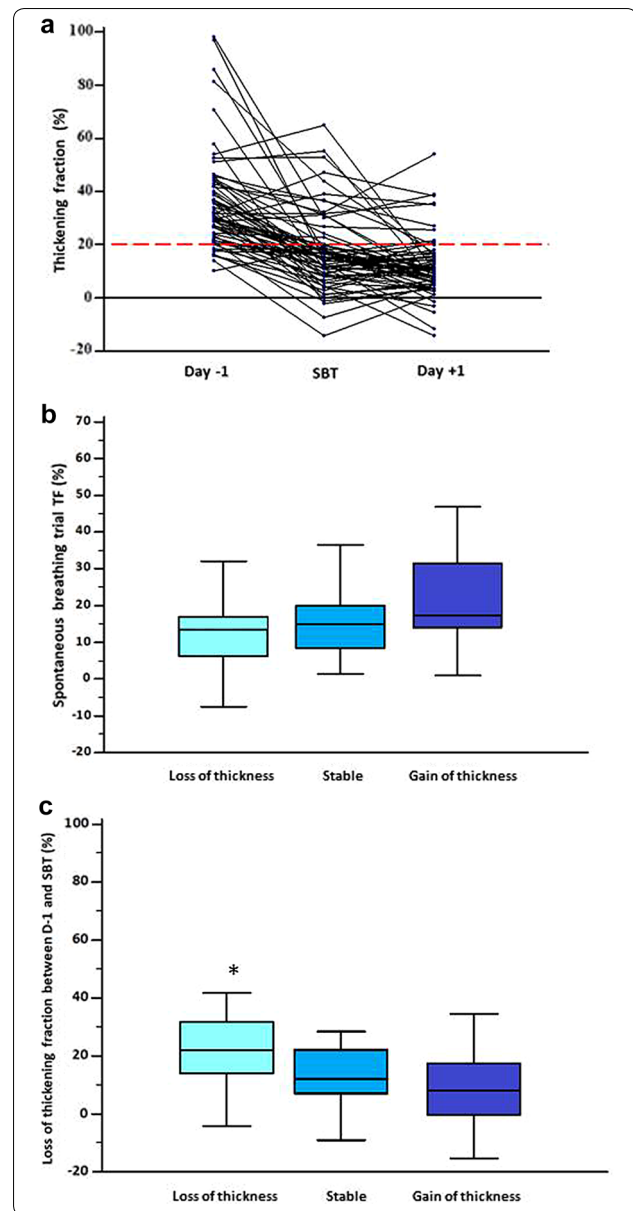 a
Thickening fraction (%)
100
80
60
40
20
0
-20
Day -1 SBT Day +1
b
Spontaneous breathing trial TF (%)
70
60
50
40
30
20
10
0
-10
-20
Loss of thickness Stable Gain of thickness
c
Loss of thickening fraction between D-1 and SBT (%)
100
80
60
40
20
0
-20
*
Loss of thickness Stable Gain of thickness